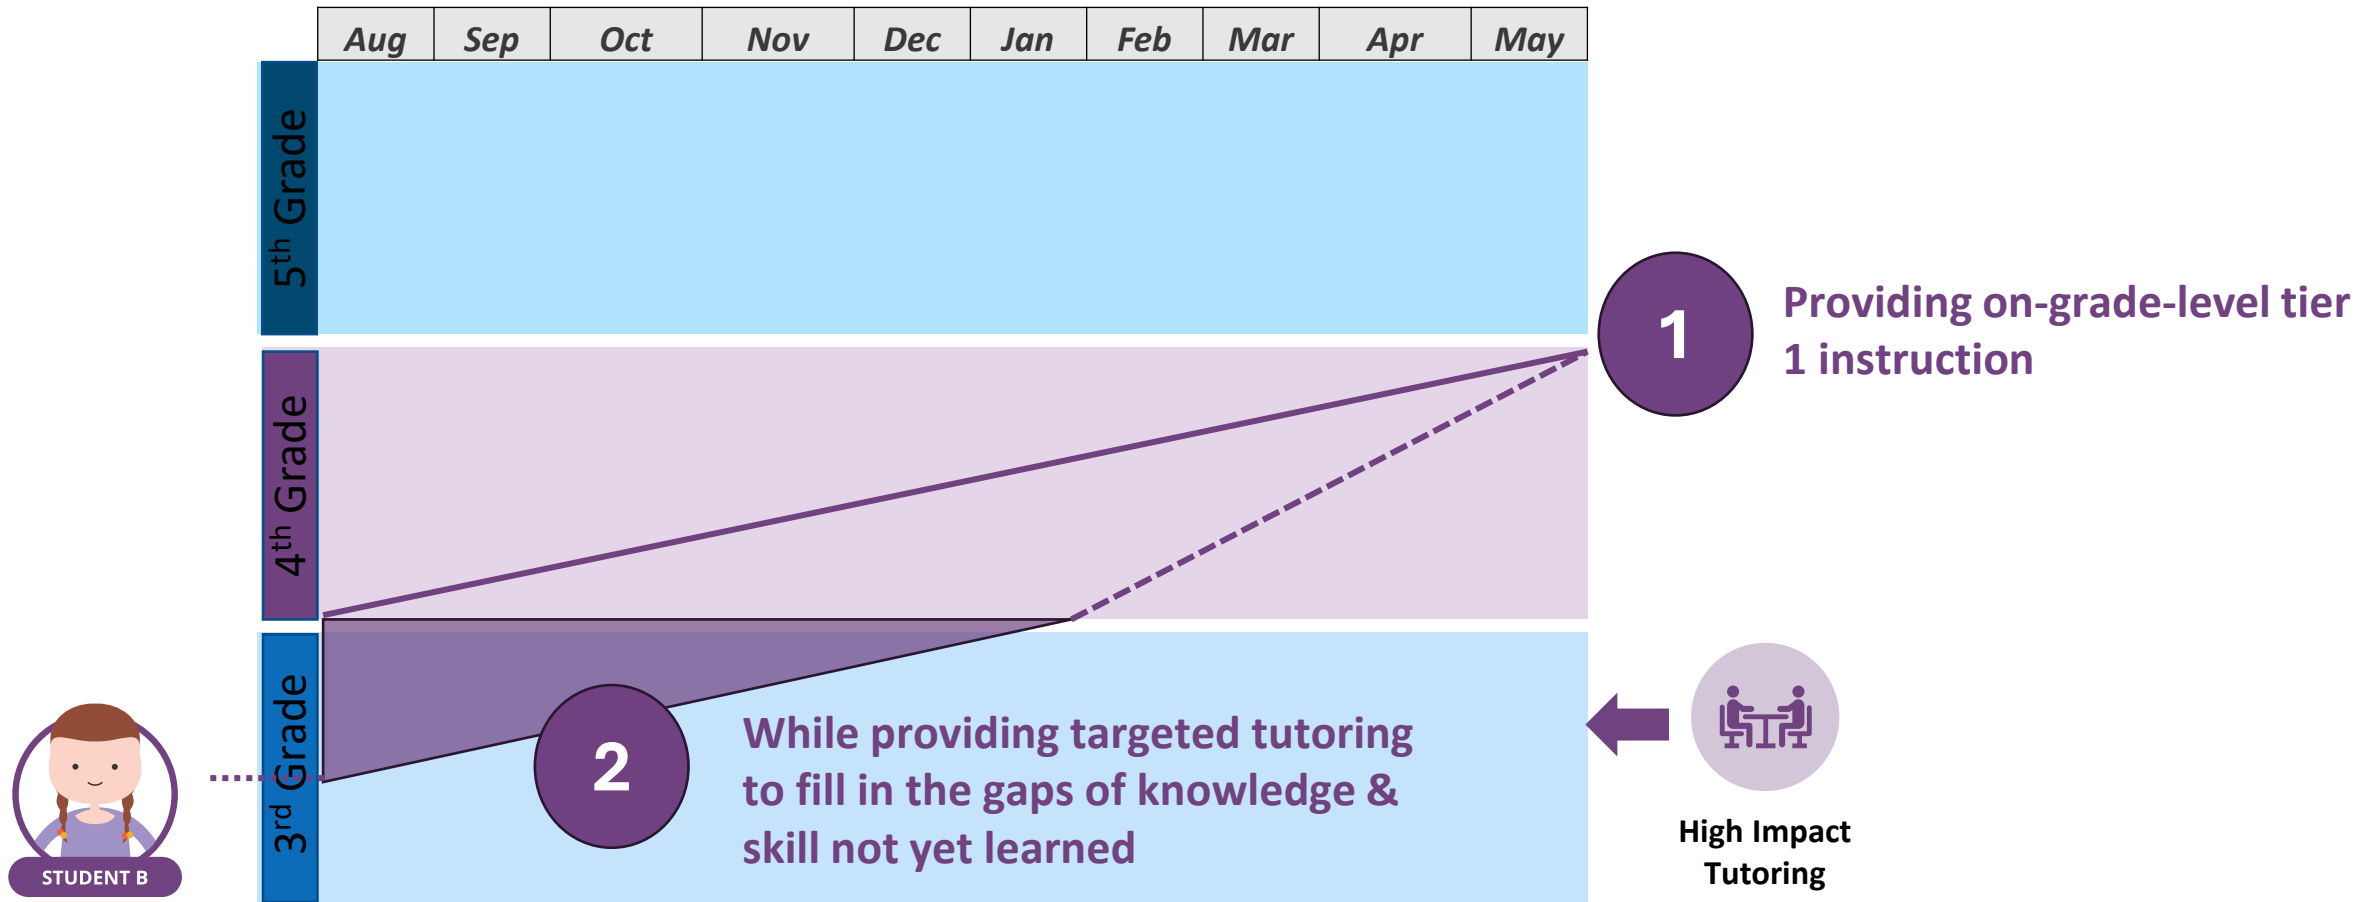 Aug Sep Oct Nov Dec Jan Feb Mar Apr May
5th Grade
4th Grade
3rd Grade
1
Providing on-grade-level tier
1 instruction
2
While providing targeted tutoring
to fill in the gaps of knowledge &
skill not yet learned
High Impact
Tutoring
STUDENT B